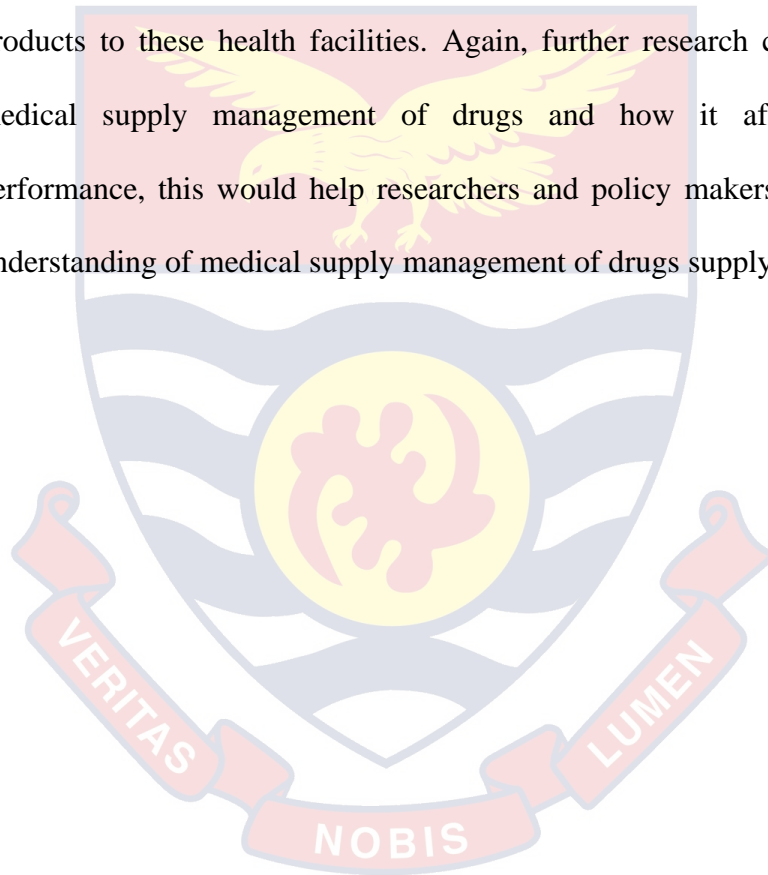 roducts to these health facilities. Again, further research
edical supply management of drugs and how it af
erformance, this would help researchers and policy makers
nderstanding of medical supply management of drugs supply
VERITAS
NOBIS
LUMEN